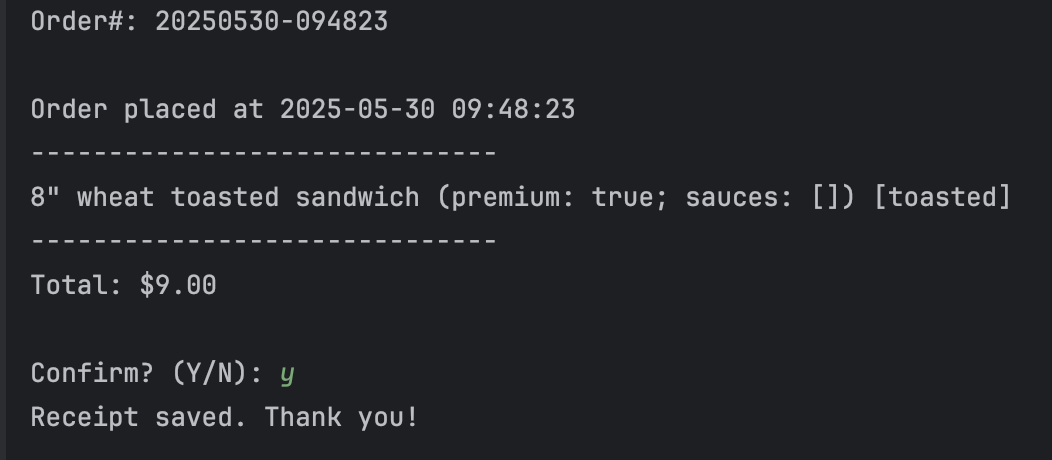 Order#: 20250530-094823
Order placed at 2025-05-30 09:48:23
------------------------------
8" wheat toasted sandwich (premium: true; sauces: []) [toasted]
------------------------------
Total: $9.00
Confirm? (Y/N): y
Receipt saved. Thank you!